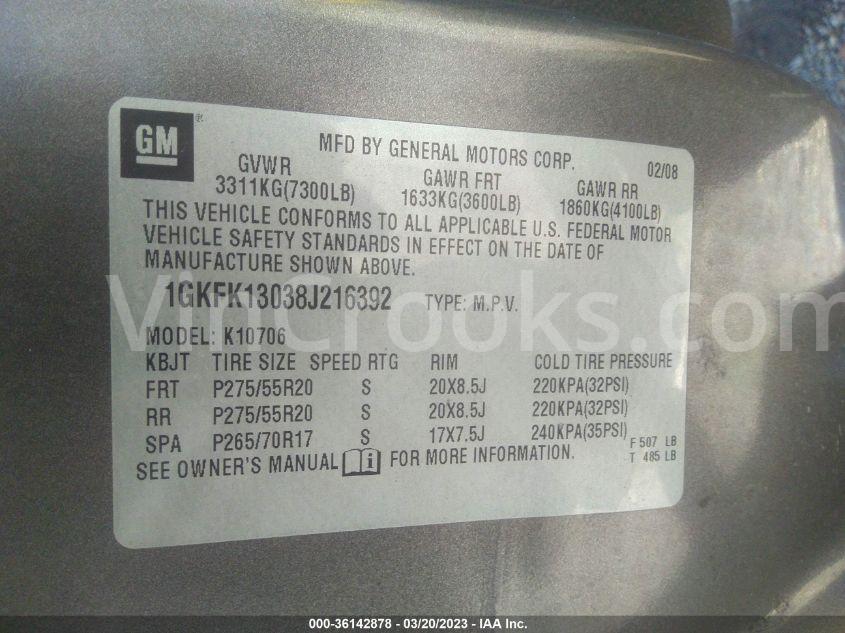 GM ®
MFD BY GENERAL MOTORS CORP. 02/08
GVWR GAWR FRT GAWR RR
3311KG(7300LB) 1633KG(3600LB) 1860KG(4100LB)
THIS VEHICLE CONFORMS TO ALL APPLICABLE U.S. FEDERAL MOTOR
VEHICLE SAFETY STANDARDS IN EFFECT ON THE DATE OF
MANUFACTURE SHOWN ABOVE.
1GKFK13038J216392 TYPE: M.P.V.
VinCrooks.com
MODEL: K10706
KBJT TIRE SIZE SPEED RTG RIM COLD TIRE PRESSURE
FRT P275/55R20 S 20X8.5J 220KPA(32PSI)
RR P275/55R20 S 20X8.5J 220KPA(32PSI)
SPA P265/70R17 S 17X7.5J 240KPA(35PSI) F 507 LB
SEE OWNER'S MANUAL i FOR MORE INFORMATION. T 485 LB
000-36142878 — 03/20/2023 — IAA Inc.